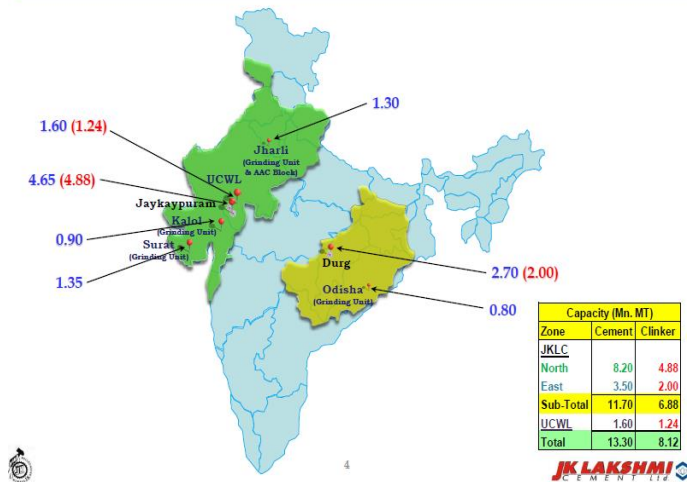 1.30
1.60 (1.24)
Jharli
(Grinding Unit
& AAC Block)
UCWL
4.65 (4.88)
Jaykaypuram
Kalol
(Grinding Unit)
0.90
Surat
(Grinding Unit)
1.35
Durg
2.70 (2.00)
Odisha
(Grinding Unit)
0.80
Capacity (Mn. MT)
Zone Cement Clinker
JKLC
North 8.20 4.88
East 3.50 2.00
Sub-Total 11.70 6.88
UCWL 1.60 1.24
Total 13.30 8.12
4
JK LAKSHMI
CEMENT Ltd